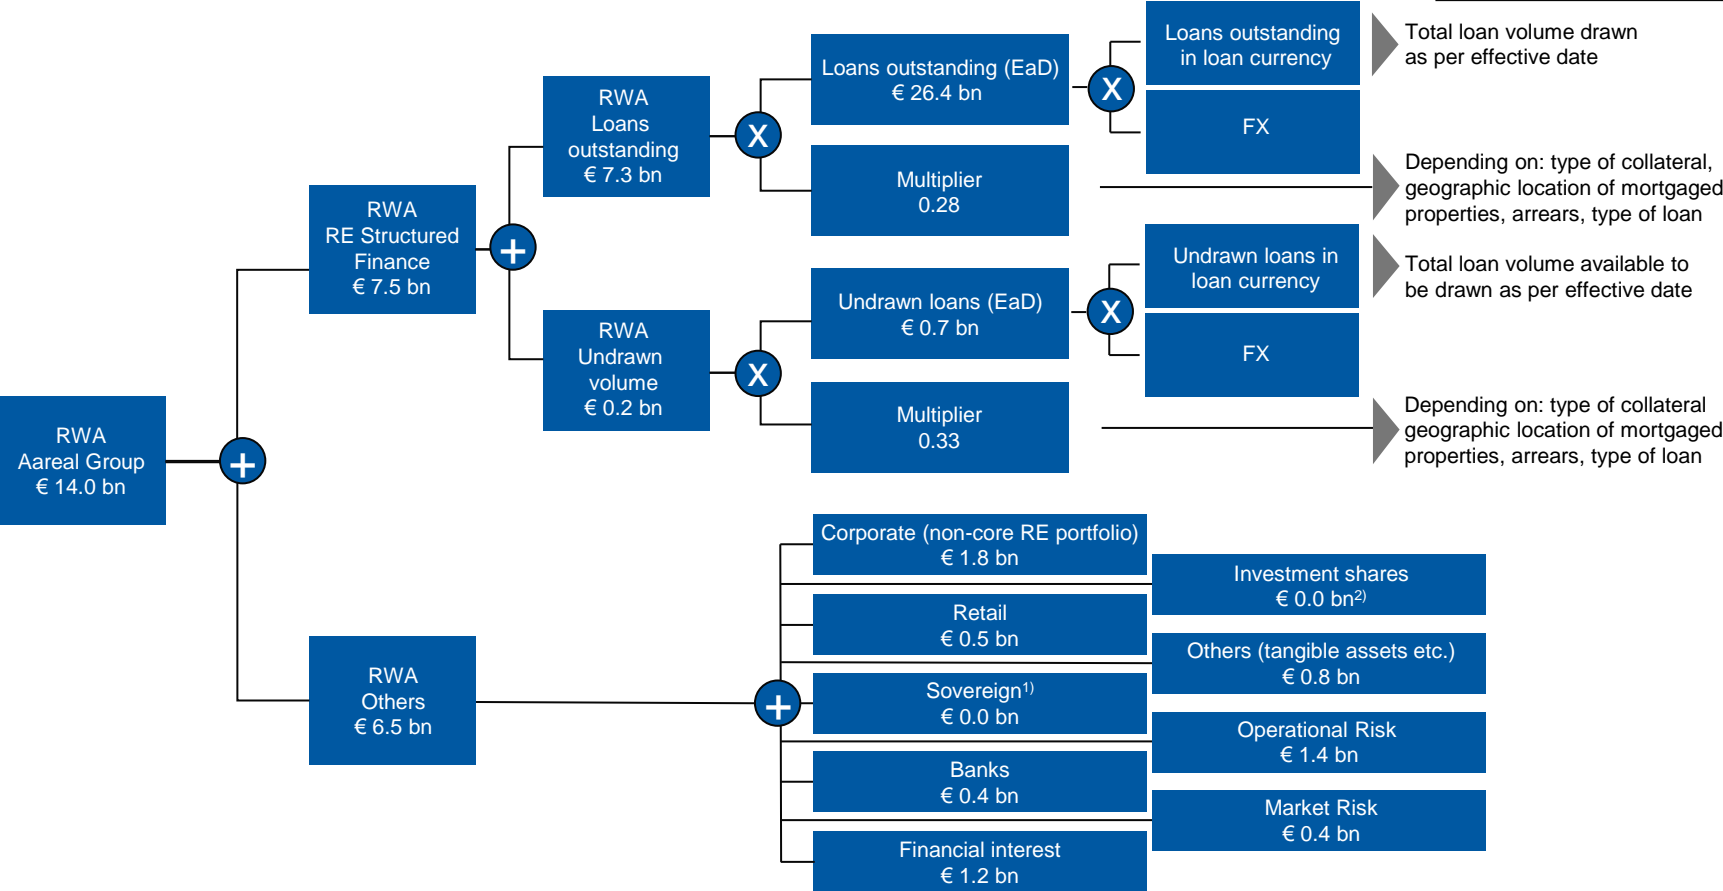 RWA
Aareal Group
€ 14.0 bn
+
RWA
RE Structured
Finance
€ 7.5 bn
+
RWA
Loans
outstanding
€ 7.3 bn
X
Loans outstanding (EaD)
€ 26.4 bn
X
Loans outstanding
in loan currency
Total loan volume drawn
as per effective date
FX
Multiplier
0.28
Depending on: type of collateral,
geographic location of mortgaged
properties, arrears, type of loan
RWA
Undrawn
volume
€ 0.2 bn
X
Undrawn loans (EaD)
€ 0.7 bn
X
Undrawn loans in
loan currency
Total loan volume available to
be drawn as per effective date
FX
Multiplier
0.33
Depending on: type of collateral
geographic location of mortgaged
properties, arrears, type of loan
RWA
Others
€ 6.5 bn
+
Corporate (non-core RE portfolio)
€ 1.8 bn
Investment shares
€ 0.0 bn2)
Retail
€ 0.5 bn
Others (tangible assets etc.)
€ 0.8 bn
Sovereign1)
€ 0.0 bn
Operational Risk
€ 1.4 bn
Banks
€ 0.4 bn
Market Risk
€ 0.4 bn
Financial interest
€ 1.2 bn